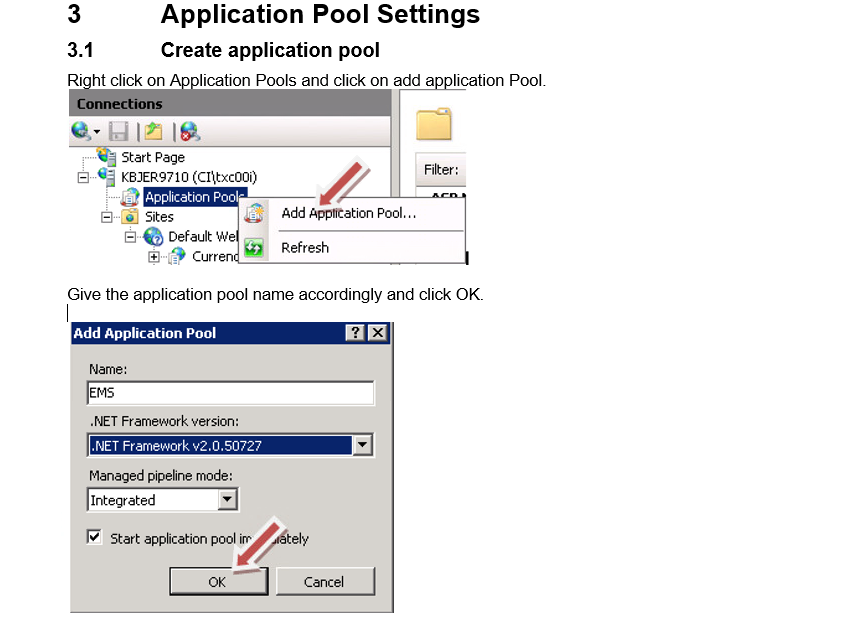 3 Application Pool Settings
3.1 Create application pool
Right click on Application Pools and click on add application Pool.
Connections
Start Page
KBJER9710 (CI\txc00i)
Application Pools
Sites
Default Wel
Currenc
Filter:
Add Application Pool...
Refresh
Give the application pool name accordingly and click OK.
Add Application Pool
Name:
EMS
.NET Framework version:
.NET Framework v2.0.50727
Managed pipeline mode:
Integrated
Start application pool immediately
OK
Cancel